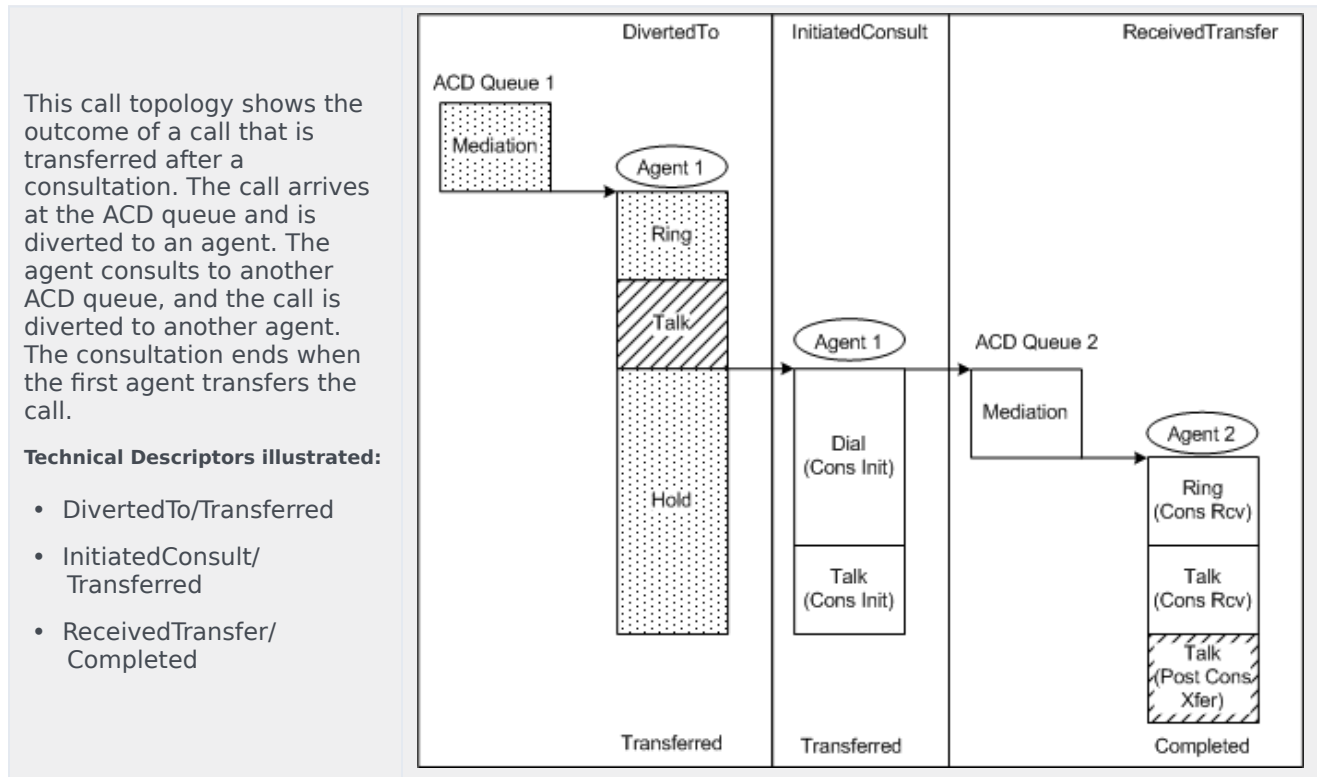 This call topology shows the
outcome of a call that is
transferred after a
consultation. The call arrives
at the ACD queue and is
diverted to an agent. The
agent consults to another
ACD queue, and the call is
diverted to another agent.
The consultation ends when
the first agent transfers the
call.
Technical Descriptors illustrated:
• DivertedTo/Transferred
• InitiatedConsult/
Transferred
• ReceivedTransfer/
Completed
DivertedTo
InitiatedConsult
ReceivedTransfer
ACD Queue 1
Mediation
Agent 1
Ring
Talk
Hold
Transferred
Agent 1
Dial
(Cons Init)
Talk
(Cons Init)
Transferred
ACD Queue 2
Mediation
Agent 2
Ring
(Cons Rcv)
Talk
(Cons Rcv)
Talk
(Post Cons
Xfer)
Completed